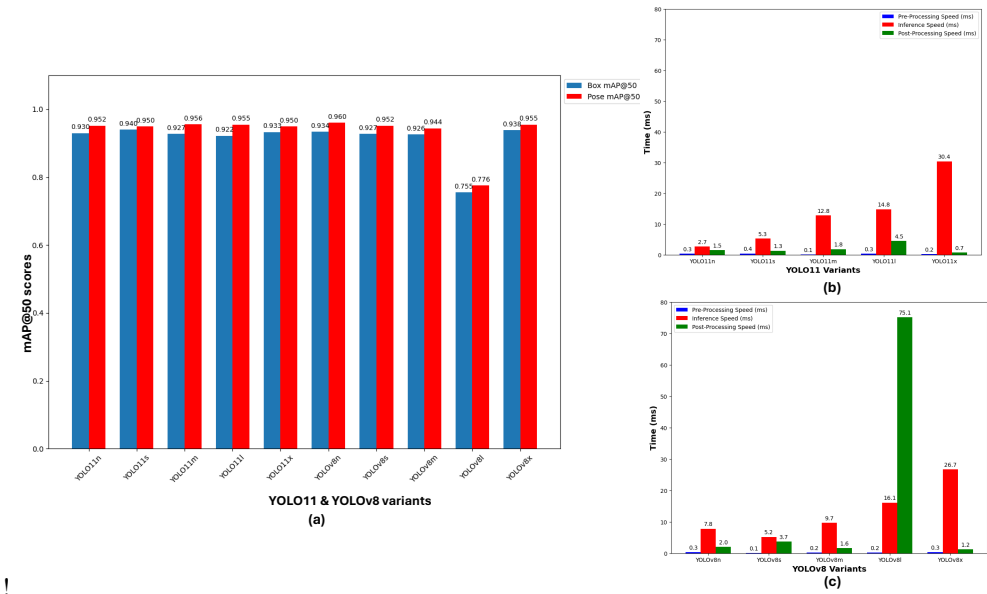 Box mAP@50
Pose mAP@50
mAP@50 scores
1.0
0.8
0.6
0.4
0.2
0.0
0.930 0.952 0.940 0.950 0.927 0.956 0.922 0.955 0.933 0.950 0.934 0.960 0.927 0.952 0.926 0.944 0.755 0.776 0.938 0.955
YOLO11n YOLO11s YOLO11m YOLO11l YOLO11x YOLOv8n YOLOv8s YOLOv8m YOLOv8l YOLOv8x
YOLO11 & YOLOv8 variants
(a)
Pre-Processing Speed (ms)
Inference Speed (ms)
Post-Processing Speed (ms)
Time (ms)
80
70
60
50
40
30
20
10
0
0.3 2.7 1.5 0.4 5.3 1.3 0.1 12.8 1.8 0.3 14.8 4.5 0.2 30.4 0.7
YOLO11n YOLO11s YOLO11m YOLO11l YOLO11x
YOLO11 Variants
(b)
Pre-Processing Speed (ms)
Inference Speed (ms)
Post-Processing Speed (ms)
Time (ms)
80
70
60
50
40
30
20
10
0
0.3 7.8 2.0 0.1 5.2 3.7 0.2 9.7 1.6 0.2 16.1 75.1 0.3 26.7 1.2
YOLOv8n YOLOv8s YOLOv8m YOLOv8l YOLOv8x
YOLOv8 Variants
(c)
!